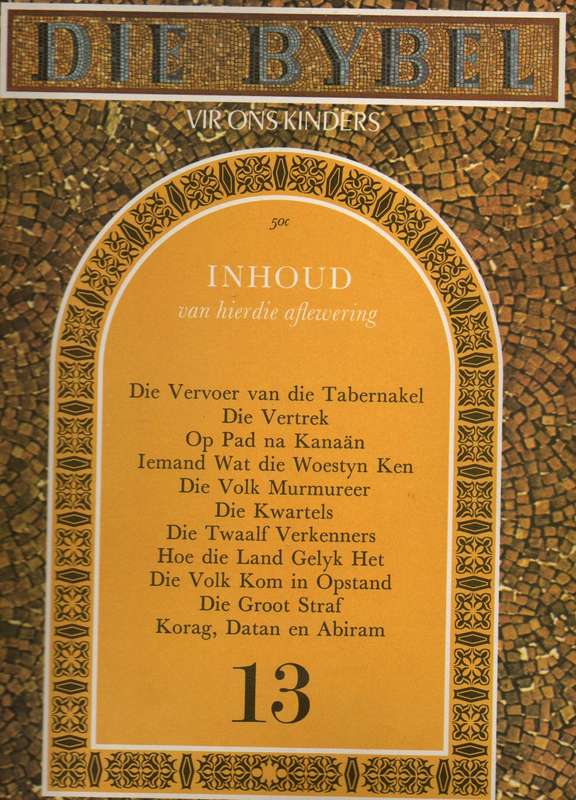 DIE BYBEL
VIR ONS KINDERS
50c
INHOUD
van hierdie aflewering
Die Vervoer van die Tabernakel
Die Vertrek
Op Pad na Kanaän
Iemand Wat die Woestyn Ken
Die Volk Murmureer
Die Kwartels
Die Twaalf Verkenners
Hoe die Land Gelyk Het
Die Volk Kom in Opstand
Die Groot Straf
Korag, Datan en Abiram
13